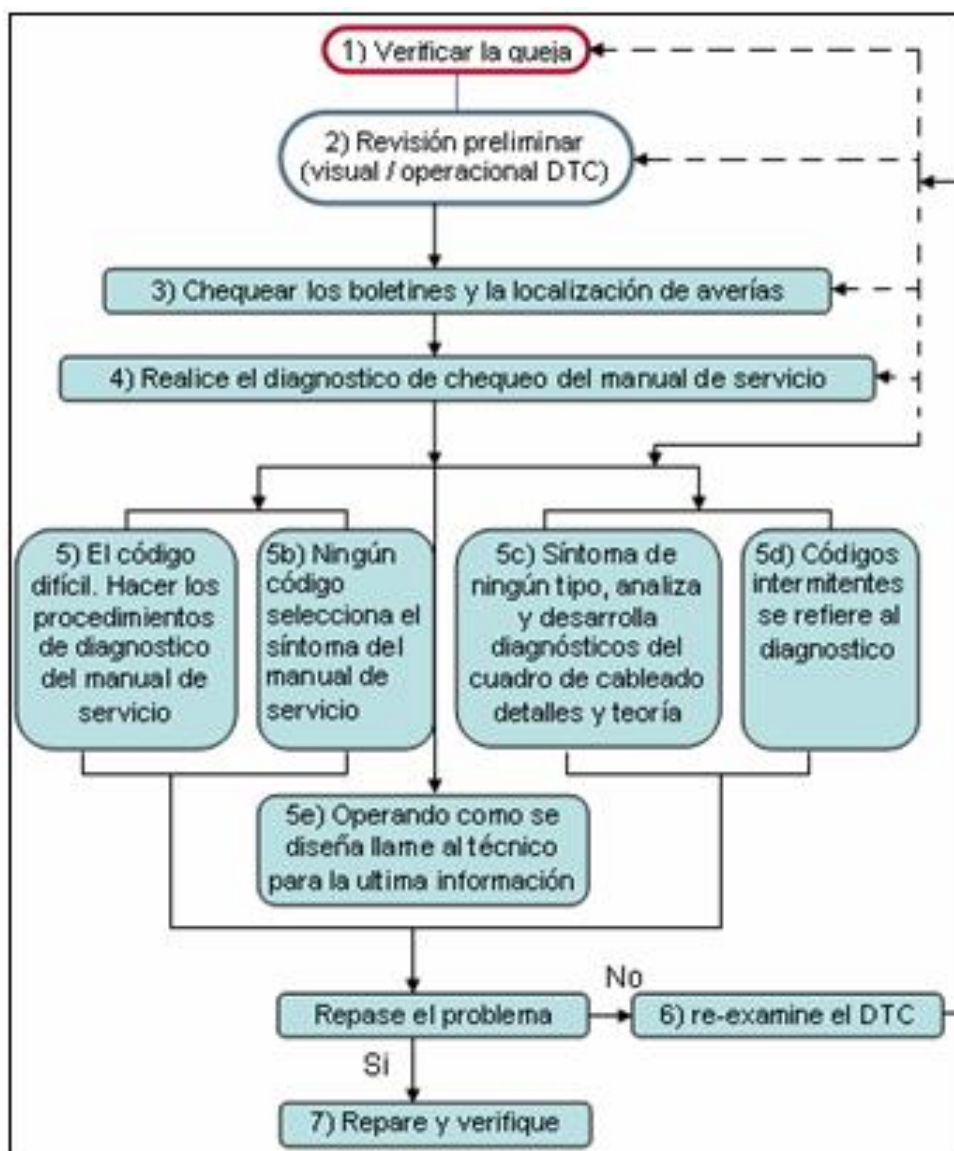 1) Verificar la queja
2) Revisión preliminar
(visual / operacional DTC)
3) Chequear los boletines y la localización de averías
4) Realice el diagnostico de chequeo del manual de servicio
5) El código
difícil. Hacer los
procedimientos
de diagnostico
del manual de
servicio
5b) Ningún
código
selecciona el
síntoma del
manual de
servicio
5c) Síntoma de
ningún tipo, analiza
y desarrolla
diagnósticos del
cuadro de cableado
detalles y teoría
5d) Códigos
intermitentes
se refiere al
diagnostico
5e) Operando como se
diseña llame al técnico
para la ultima información
Repase el problema
No
6) re-examine el DTC
Si
7) Repare y verifique